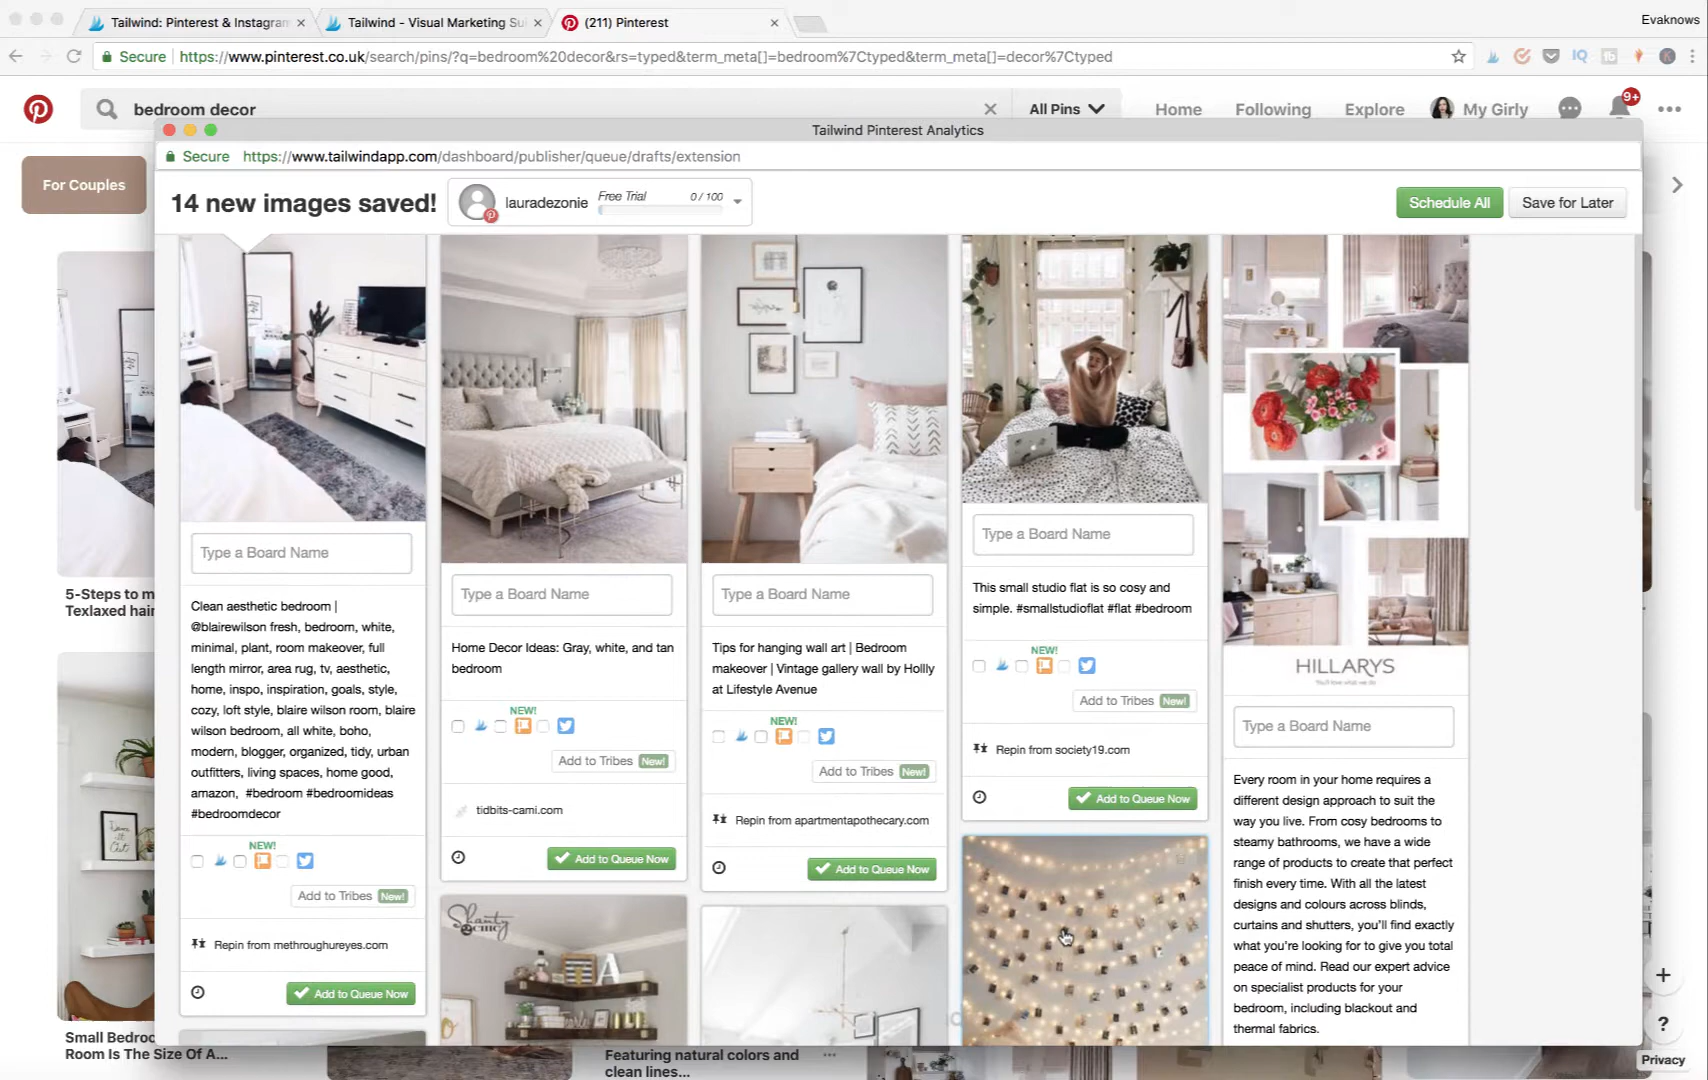 Tailwind: Pinterest & Instagram
Tailwind - Visual Marketing Su
(211) Pinterest
Evaknows
Secure
https://www.pinterest.co.uk/search/pins/?q=bedroom%20decor&rs=typed&term_meta[]=bedroom%7Ctyped&term_meta[]=decor%7Ctyped
bedroom decor
All Pins
Home
Following
Explore
My Girly
9+
Tailwind Pinterest Analytics
Secure
https://www.tailwindapp.com/dashboard/publisher/queue/drafts/extension
For Couples
14 new images saved!
lauradezonie
Free Trial
0 / 100
Schedule All
Save for Later
5-Steps to m
Texlaxed hair
Small Bedroo
Room Is The Size Of A...
Type a Board Name
Clean aesthetic bedroom |
@blairewilson fresh, bedroom, white,
minimal, plant, room makeover, full
length mirror, area rug, tv, aesthetic,
home, inspo, inspiration, goals, style,
cozy, loft style, blaire wilson room, blaire
wilson bedroom, all white, boho,
modern, blogger, organized, tidy, urban
outfitters, living spaces, home good,
amazon, #bedroom #bedroomideas
#bedroomdecor
NEW!
Add to Tribes New!
Repin from methroughureyes.com
Add to Queue Now
Type a Board Name
Home Decor Ideas: Gray, white, and tan
bedroom
NEW!
Add to Tribes New!
tidbits-cami.com
Add to Queue Now
Shanty
CHIC
A
Type a Board Name
Tips for hanging wall art | Bedroom
makeover | Vintage gallery wall by Hollly
at Lifestyle Avenue
NEW!
Add to Tribes New!
Repin from apartmentapothecary.com
Add to Queue Now
Type a Board Name
This small studio flat is so cosy and
simple. #smallstudioflat #flat #bedroom
NEW!
Add to Tribes New!
Repin from society19.com
Add to Queue Now
HILLARYS
You'll love what we do
Type a Board Name
Every room in your home requires a
different design approach to suit the
way you live. From cosy bedrooms to
steamy bathrooms, we have a wide
range of products to create that perfect
finish every time. With all the latest
designs and colours across blinds,
curtains and shutters, you'll find exactly
what you're looking for to give you total
peace of mind. Read our expert advice
on specialist products for your
bedroom, including blackout and
thermal fabrics.
Featuring natural colors and
clean lines...
+
?
Privacy